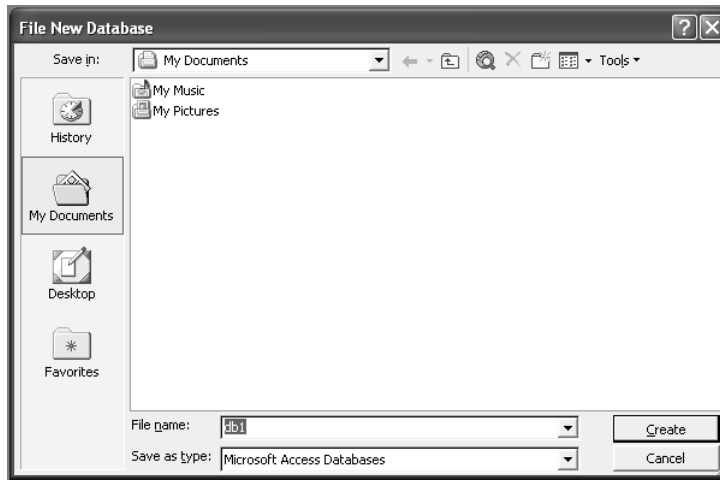 File New Database
Save in:
My Documents
Tools
My Music
My Pictures
History
My Documents
Desktop
Favorites
File name:
db1
Create
Save as type:
Microsoft Access Databases
Cancel